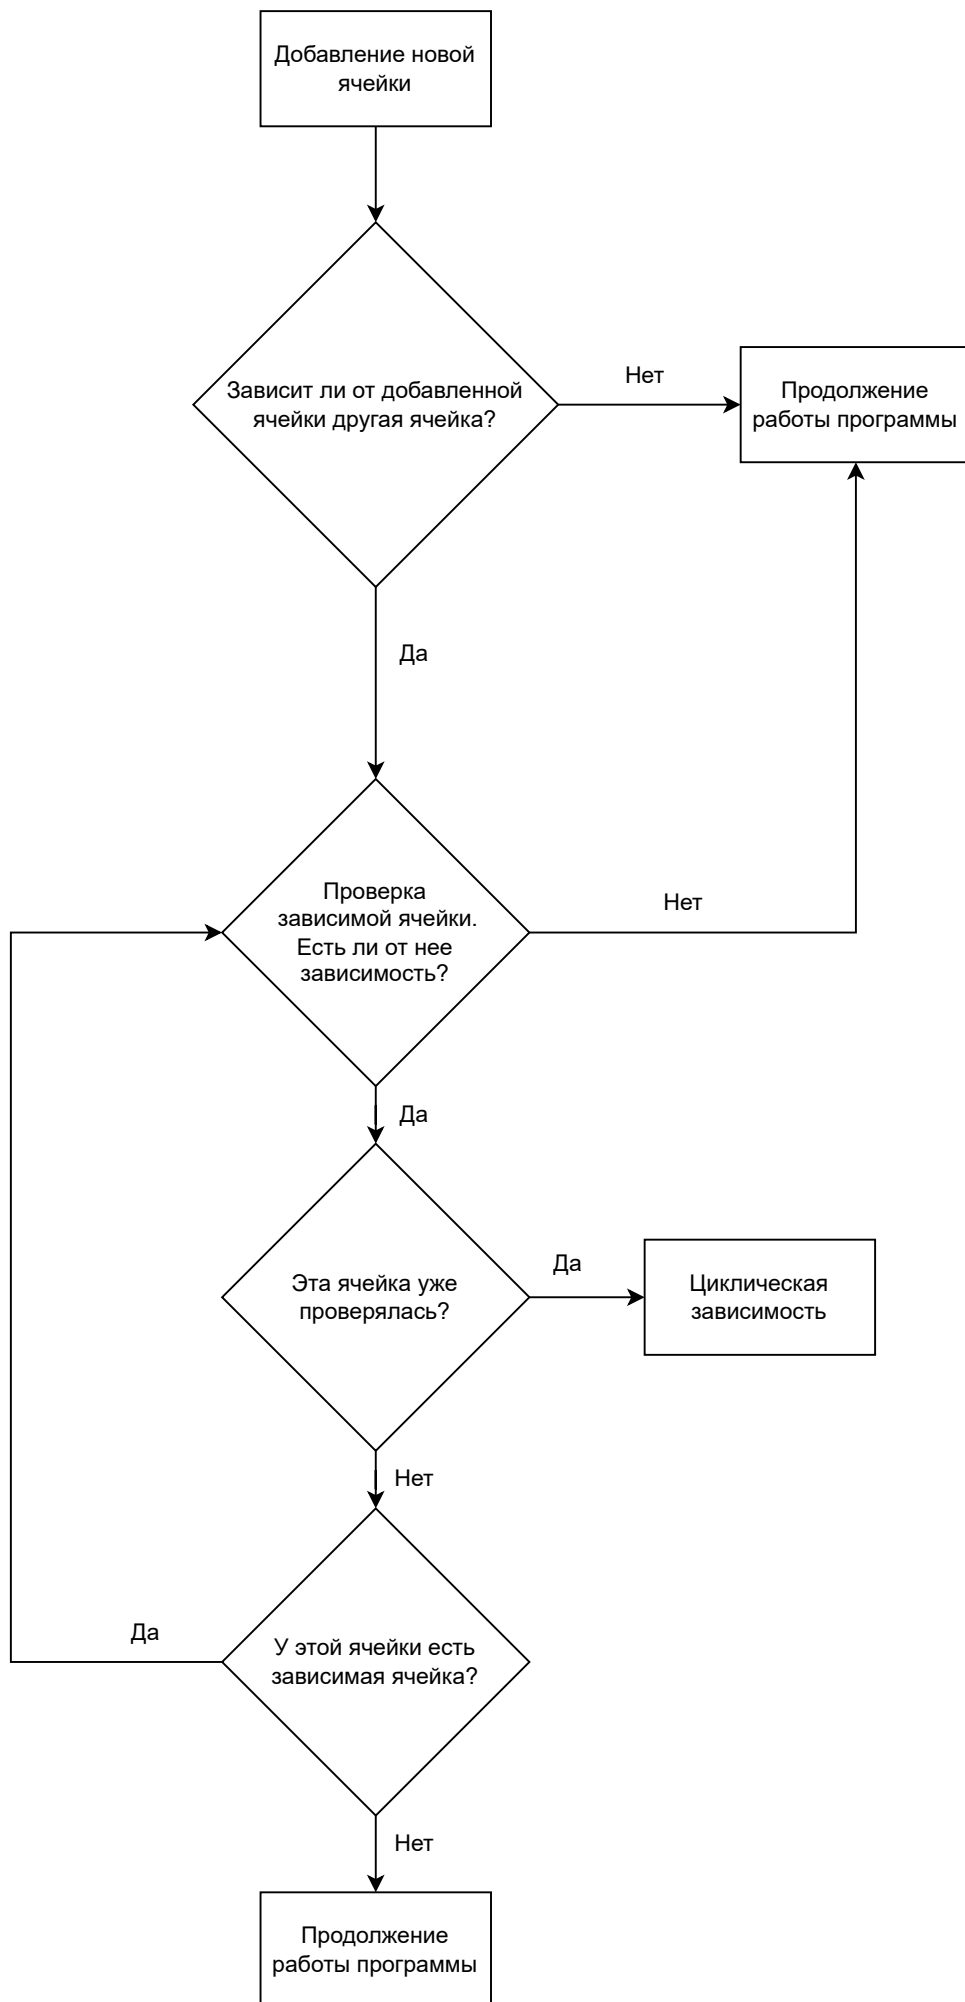 Добавление новой
ячейки
Зависит ли от добавленной
ячейки другая ячейка?
Нет
Продолжение
работы программы
Да
Проверка
зависимой ячейки.
Есть ли от нее
зависимость?
Нет
Да
Эта ячейка уже
проверялась?
Да
Циклическая
зависимость
Нет
Да
У этой ячейки есть
зависимая ячейка?
Нет
Продолжение
работы программы